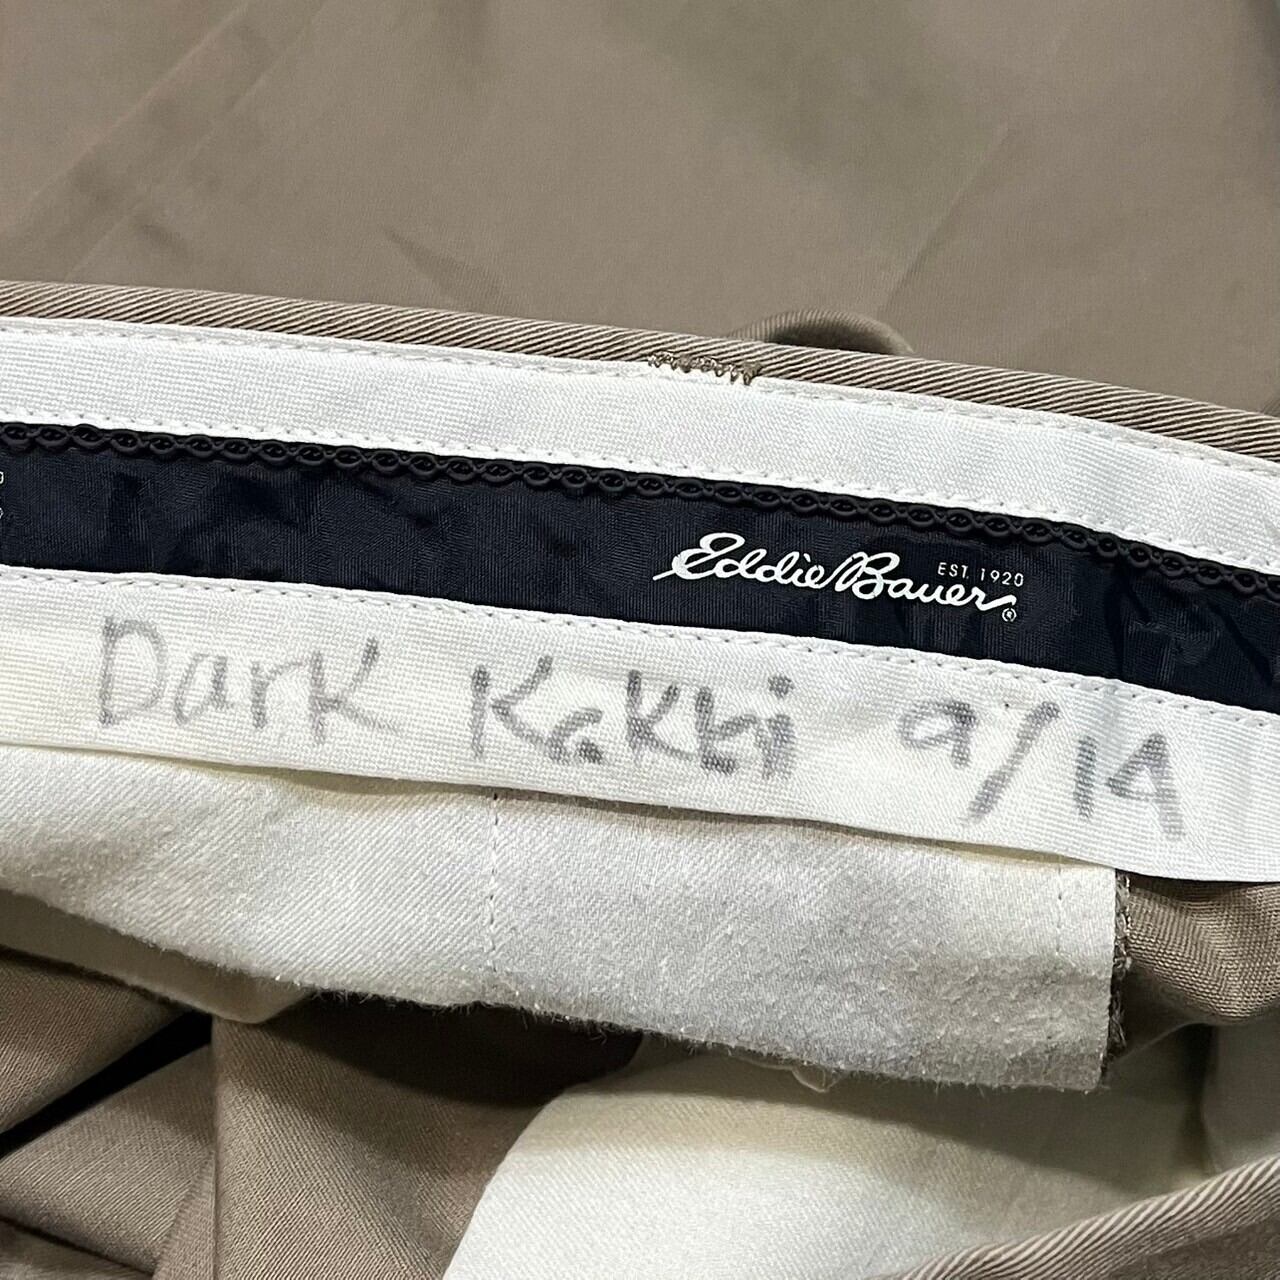 Eddie Bauer EST. 1920 ®
Dark Kakki 9/14